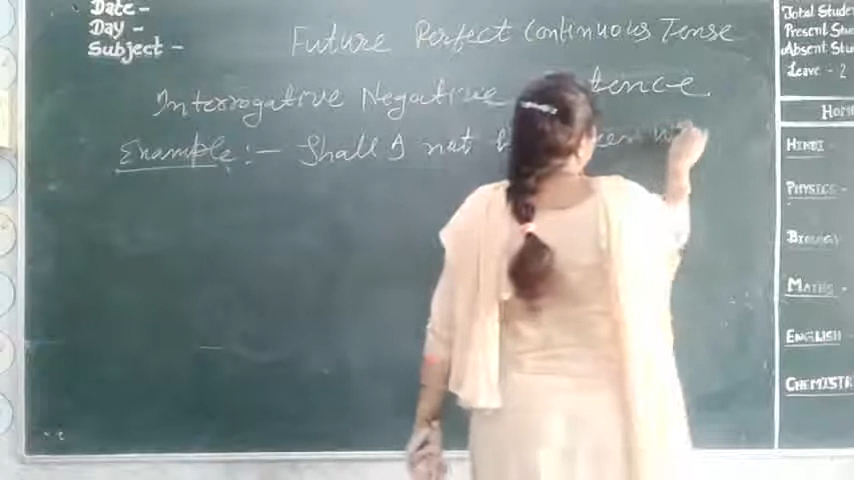 Date -
Day -
Subject -
Future Perfect Continuous Tense
Interrogative Negative tence.
Example :- Shall I not
Total Stude
Present Stu
Absent Stu
Leave - 2
HOM
HINDI -
PHYSICS -
BIOLOGY
MATHS -
ENGLISH -
CHEMISTR